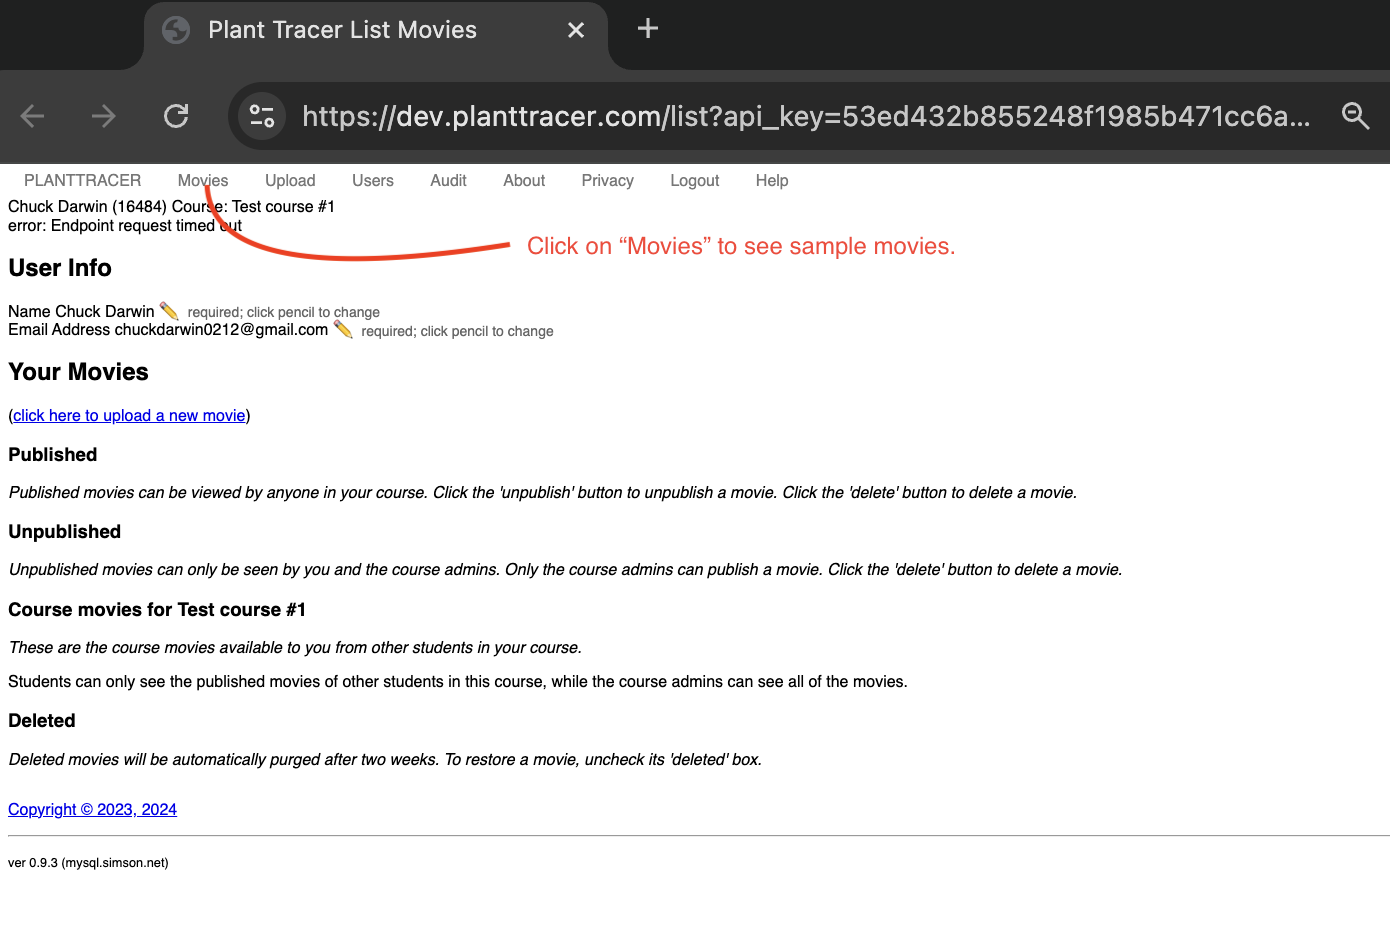 Plant Tracer List Movies
https://dev.planttracer.com/list?api_key=53ed432b855248f1985b471cc6a...
PLANTTRACER Movies Upload Users Audit About Privacy Logout Help
Chuck Darwin (16484) Course: Test course #1
error: Endpoint request timed out
Click on “Movies” to see sample movies.
User Info
Name Chuck Darwin ✏️ required; click pencil to change
Email Address chuckdarwin0212@gmail.com ✏️ required; click pencil to change
Your Movies
(click here to upload a new movie)
Published
Published movies can be viewed by anyone in your course. Click the 'unpublish' button to unpublish a movie. Click the 'delete' button to delete a movie.
Unpublished
Unpublished movies can only be seen by you and the course admins. Only the course admins can publish a movie. Click the 'delete' button to delete a movie.
Course movies for Test course #1
These are the course movies available to you from other students in your course.
Students can only see the published movies of other students in this course, while the course admins can see all of the movies.
Deleted
Deleted movies will be automatically purged after two weeks. To restore a movie, uncheck its 'deleted' box.
Copyright © 2023, 2024
ver 0.9.3 (mysql.simson.net)